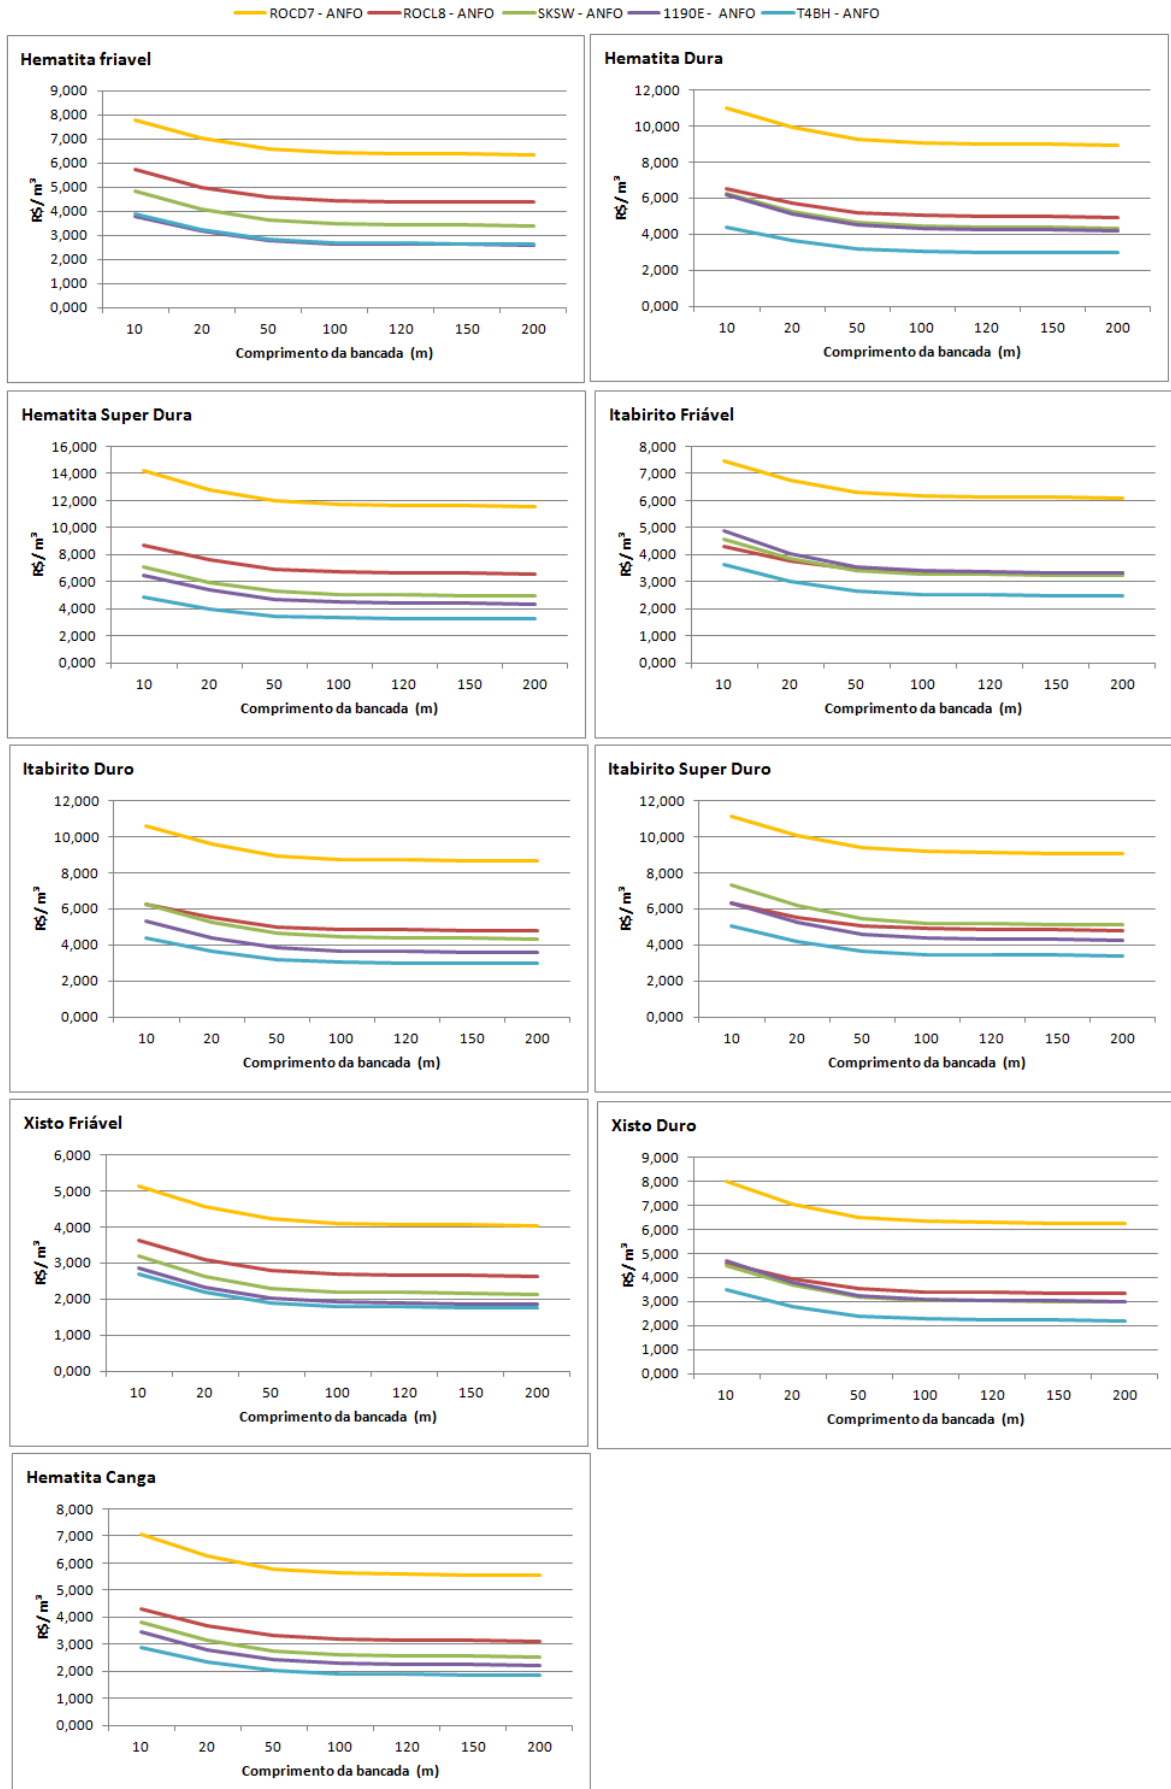 ROCD7 - ANFO ROCL8 - ANFO SKSW - ANFO 1190E - ANFO T4BH - ANFO
Hematita friavel
R$/ m³
9,000
8,000
7,000
6,000
5,000
4,000
3,000
2,000
1,000
0,000
10 20 50 100 120 150 200
Comprimento da bancada (m)
Hematita Dura
R$/ m³
12,000
10,000
8,000
6,000
4,000
2,000
0,000
10 20 50 100 120 150 200
Comprimento da bancada (m)
Hematita Super Dura
R$/ m³
16,000
14,000
12,000
10,000
8,000
6,000
4,000
2,000
0,000
10 20 50 100 120 150 200
Comprimento da bancada (m)
Itabirito Friável
R$/ m³
8,000
7,000
6,000
5,000
4,000
3,000
2,000
1,000
0,000
10 20 50 100 120 150 200
Comprimento da bancada (m)
Itabirito Duro
R$/ m³
12,000
10,000
8,000
6,000
4,000
2,000
0,000
10 20 50 100 120 150 200
Comprimento da bancada (m)
Itabirito Super Duro
R$/ m³
12,000
10,000
8,000
6,000
4,000
2,000
0,000
10 20 50 100 120 150 200
Comprimento da bancada (m)
Xisto Friável
R$/ m³
6,000
5,000
4,000
3,000
2,000
1,000
0,000
10 20 50 100 120 150 200
Comprimento da bancada (m)
Xisto Duro
R$/ m³
9,000
8,000
7,000
6,000
5,000
4,000
3,000
2,000
1,000
0,000
10 20 50 100 120 150 200
Comprimento da bancada (m)
Hematita Canga
R$/ m³
8,000
7,000
6,000
5,000
4,000
3,000
2,000
1,000
0,000
10 20 50 100 120 150 200
Comprimento da bancada (m)